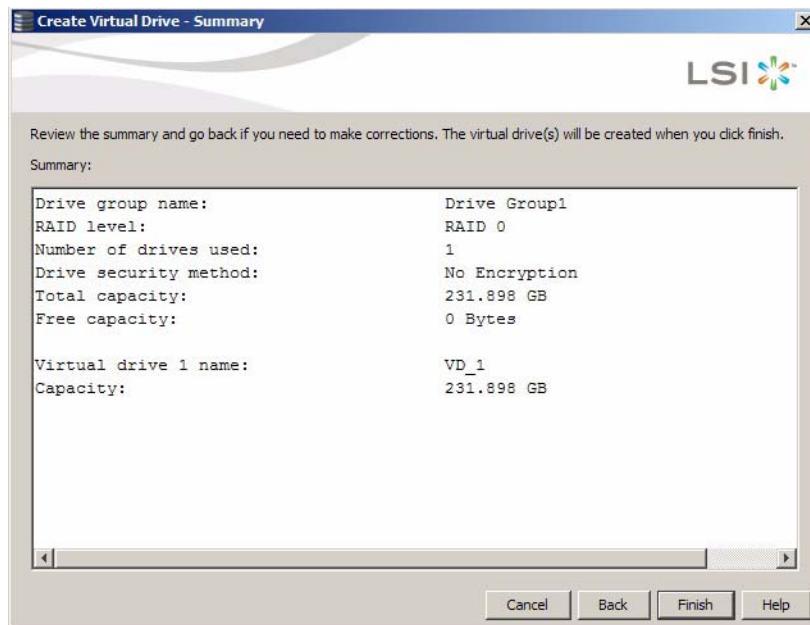 Create Virtual Drive - Summary
LSI
Review the summary and go back if you need to make corrections. The virtual drive(s) will be created when you click finish.
Summary:
Drive group name: Drive Group1
RAID level: RAID 0
Number of drives used: 1
Drive security method: No Encryption
Total capacity: 231.898 GB
Free capacity: 0 Bytes
Virtual drive 1 name: VD_1
Capacity: 231.898 GB
Cancel Back Finish Help